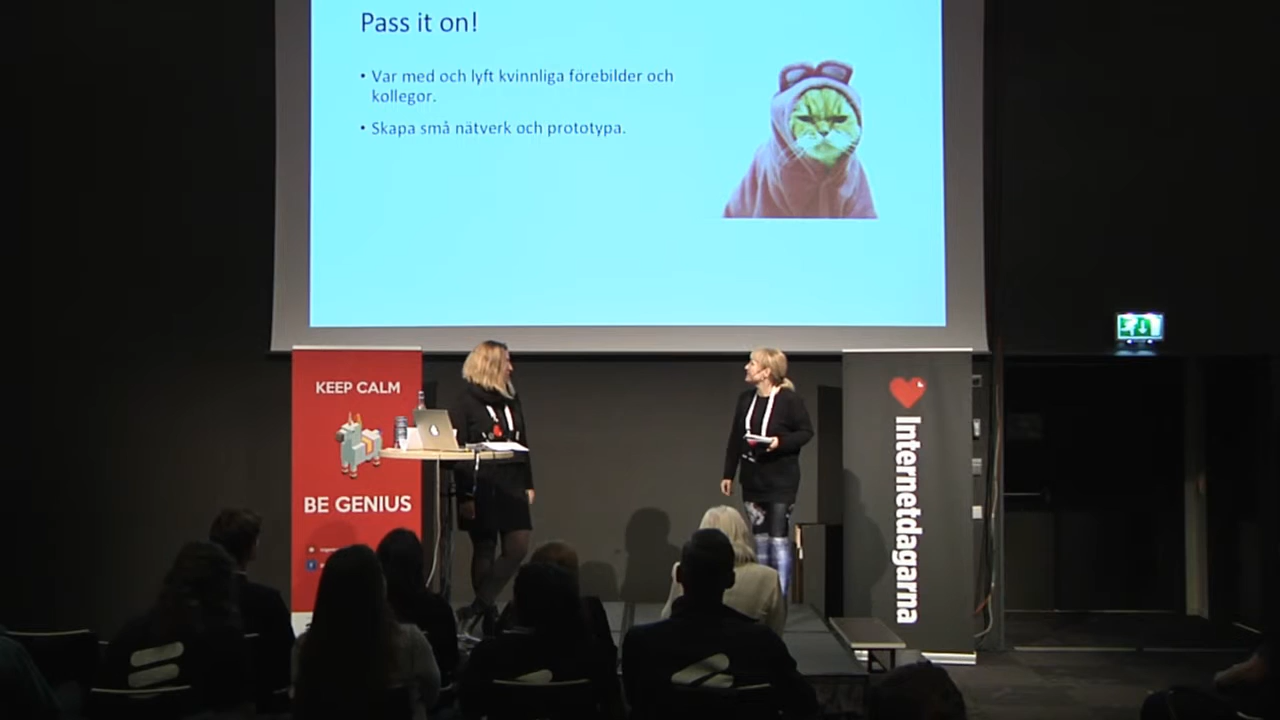 Pass it on!
• Var med och lyft kvinnliga förebilder och
kollegor.
• Skapa små nätverk och prototypa.
KEEP CALM
BE GENIUS
Internetdagarna